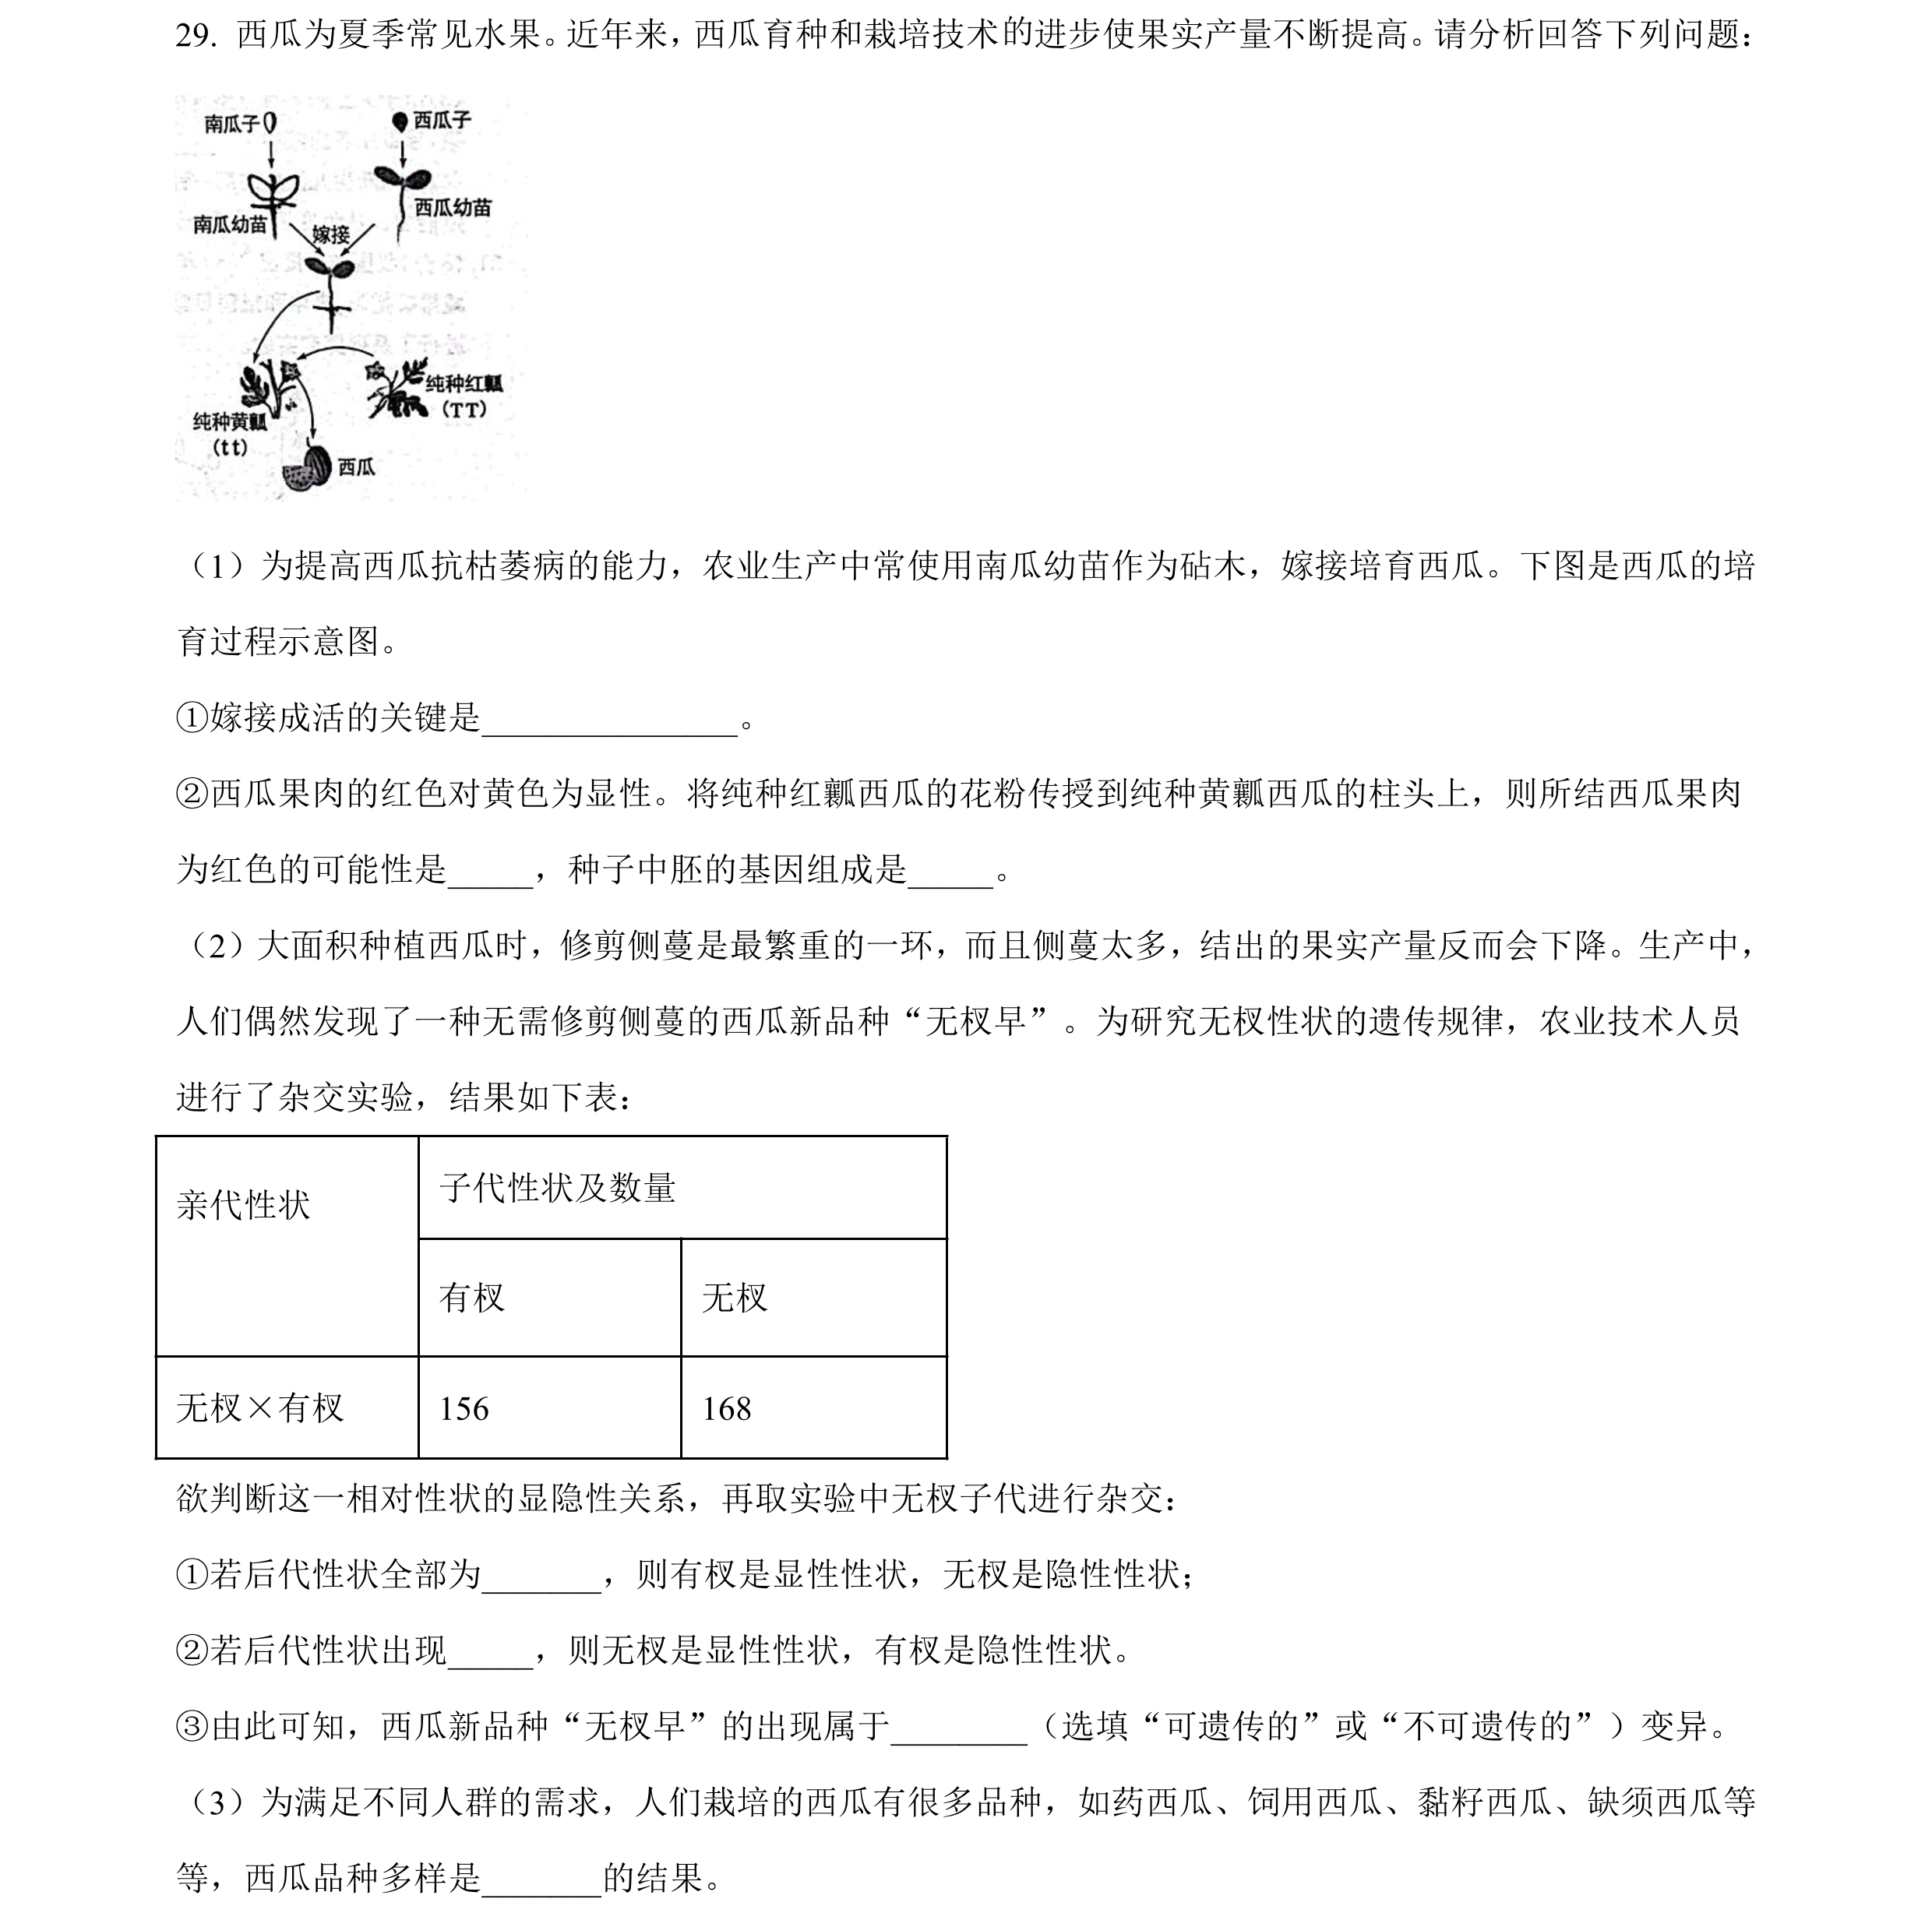 29. 西瓜为夏季常见水果。近年来，西瓜育种和栽培技术的进步使果实产量不断提高。请分析回答下列问题：
南瓜子
西瓜子
南瓜幼苗
西瓜幼苗
嫁接
纯种红瓤
（TT）
纯种黄瓤
（tt）
西瓜
（1）为提高西瓜抗枯萎病的能力，农业生产中常使用南瓜幼苗作为砧木，嫁接培育西瓜。下图是西瓜的培
育过程示意图。
①嫁接成活的关键是_______________。
②西瓜果肉的红色对黄色为显性。将纯种红瓤西瓜的花粉传授到纯种黄瓤西瓜的柱头上，则所结西瓜果肉
为红色的可能性是_____，种子中胚的基因组成是_____。
（2）大面积种植西瓜时，修剪侧蔓是最繁重的一环，而且侧蔓太多，结出的果实产量反而会下降。生产中，
人们偶然发现了一种无需修剪侧蔓的西瓜新品种“无杈早”。为研究无杈性状的遗传规律，农业技术人员
进行了杂交实验，结果如下表：
亲代性状
子代性状及数量
有杈
无杈
无杈×有杈
156
168
欲判断这一相对性状的显隐性关系，再取实验中无杈子代进行杂交：
①若后代性状全部为_______，则有杈是显性性状，无杈是隐性性状；
②若后代性状出现_____，则无杈是显性性状，有杈是隐性性状。
③由此可知，西瓜新品种“无杈早”的出现属于________（选填“可遗传的”或“不可遗传的”）变异。
（3）为满足不同人群的需求，人们栽培的西瓜有很多品种，如药西瓜、饲用西瓜、黏籽西瓜、缺须西瓜等
等，西瓜品种多样是_______的结果。